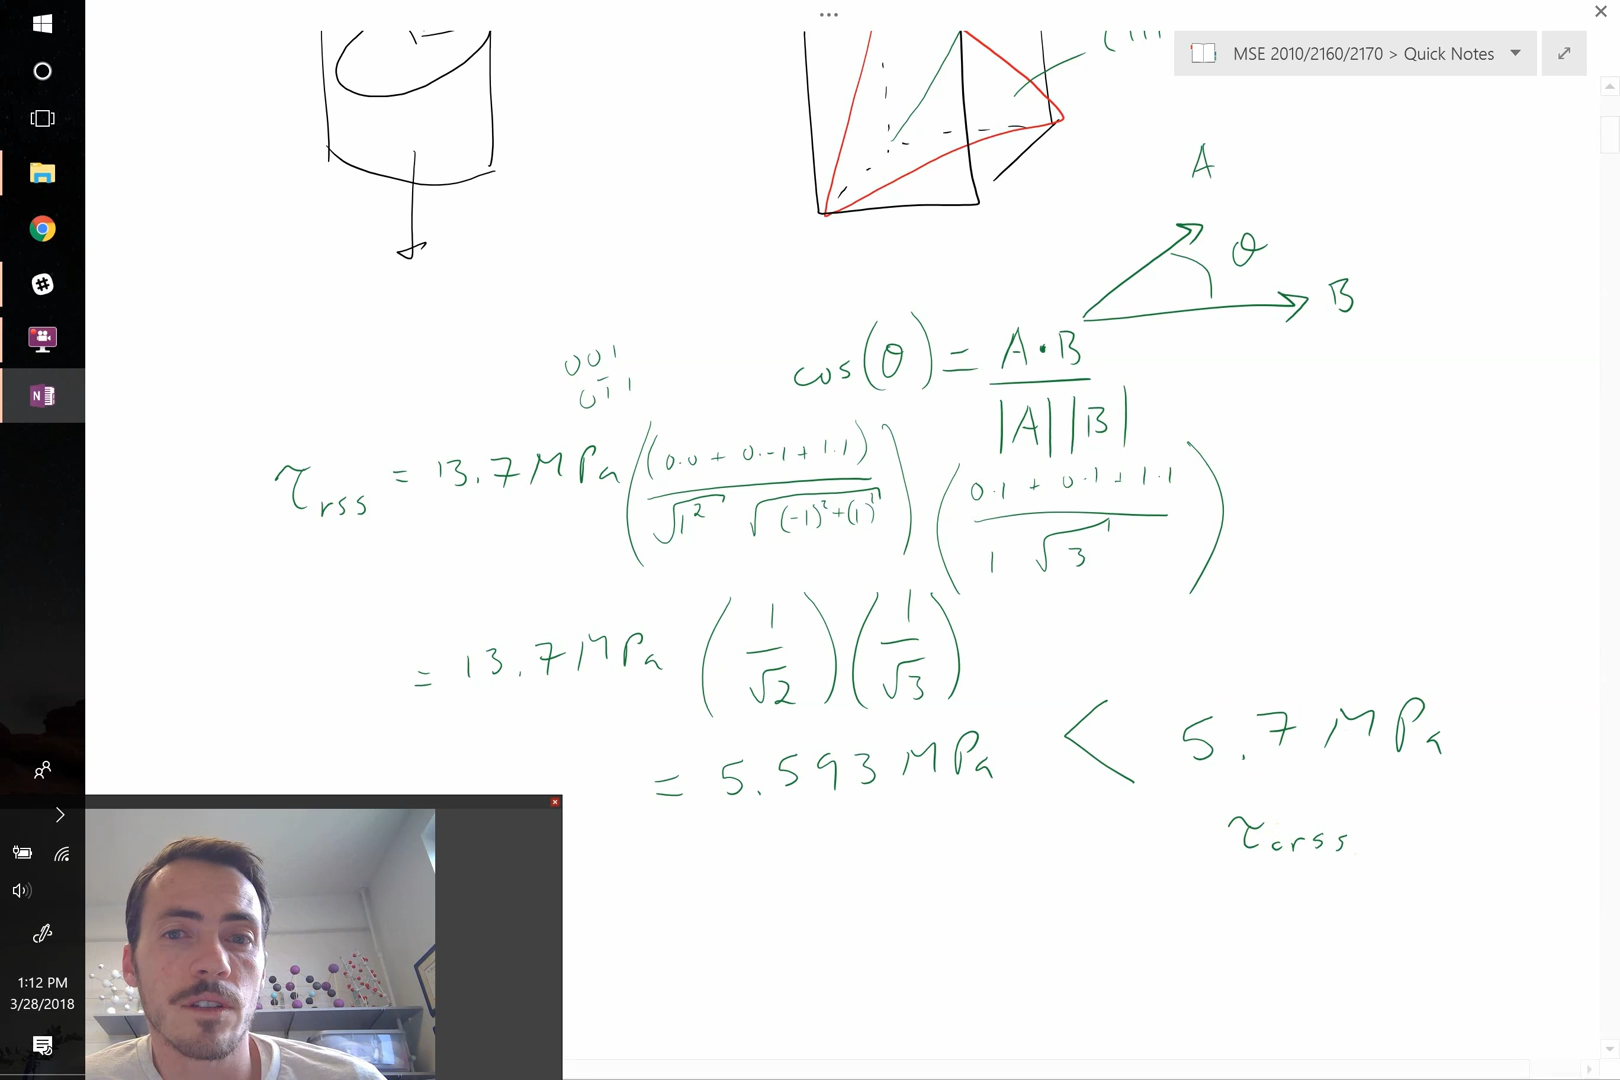 MSE 2010/2160/2170 > Quick Notes
A
θ
B
001
01̅1
cos(θ) = A·B / |A||B|
τrss = 13.7 MPa ((0·0 + 0·-1 + 1·1) / √1² √(-1)²+(1)²) (0·1 + 0·1 + 1·1 / 1 √3)
= 13.7 MPa (1/√2) (1/√3)
= 5.593 MPa < 5.7 MPa
τcrss
1:12 PM
3/28/2018